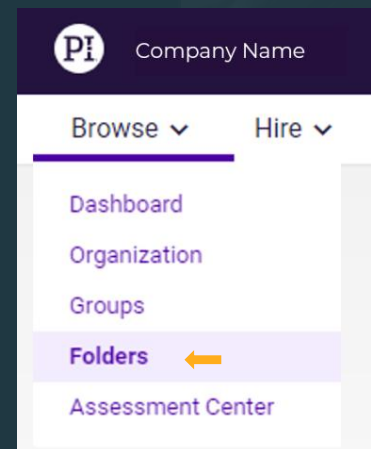 PI Company Name
Browse Hire
Dashboard
Organization
Groups
Folders
Assessment Center